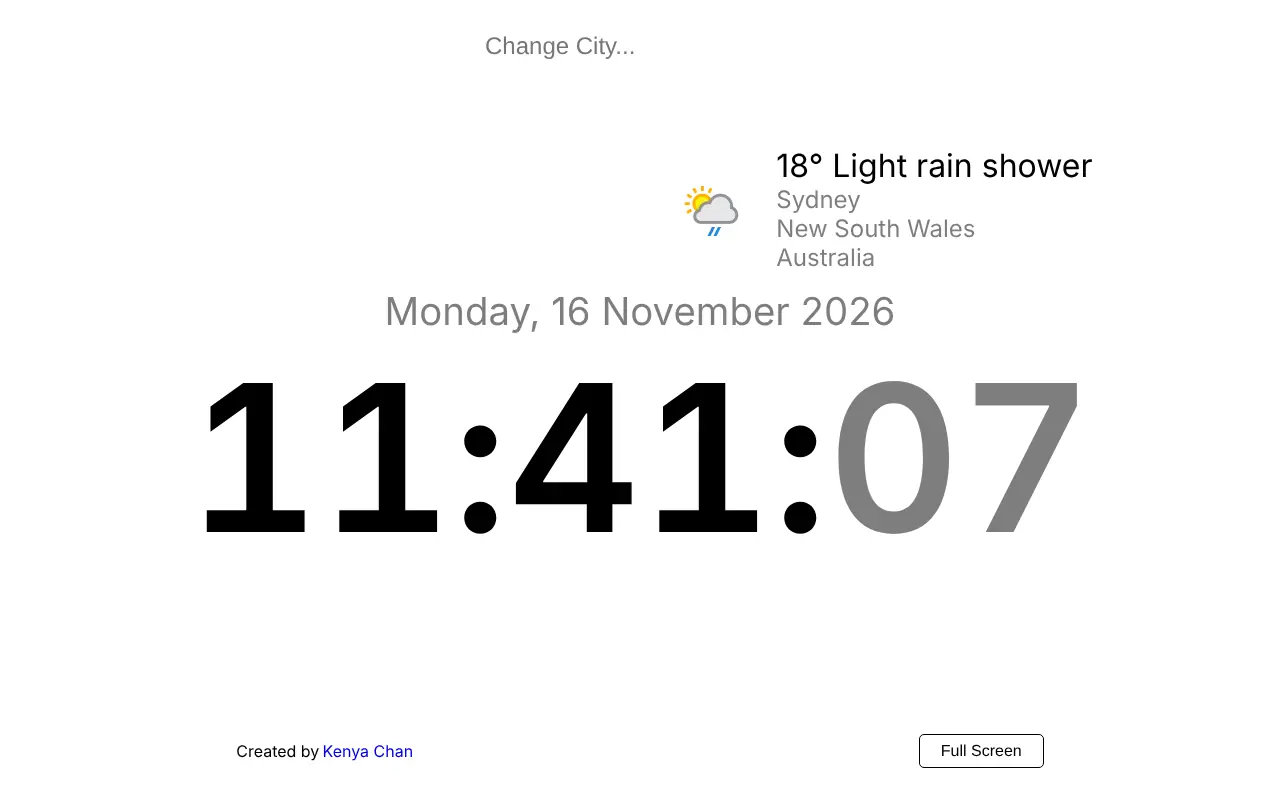 Change City...
18° Light rain shower
Sydney
New South Wales
Australia
Monday, 16 November 2026
11:41:07
Created by Kenya Chan
Full Screen